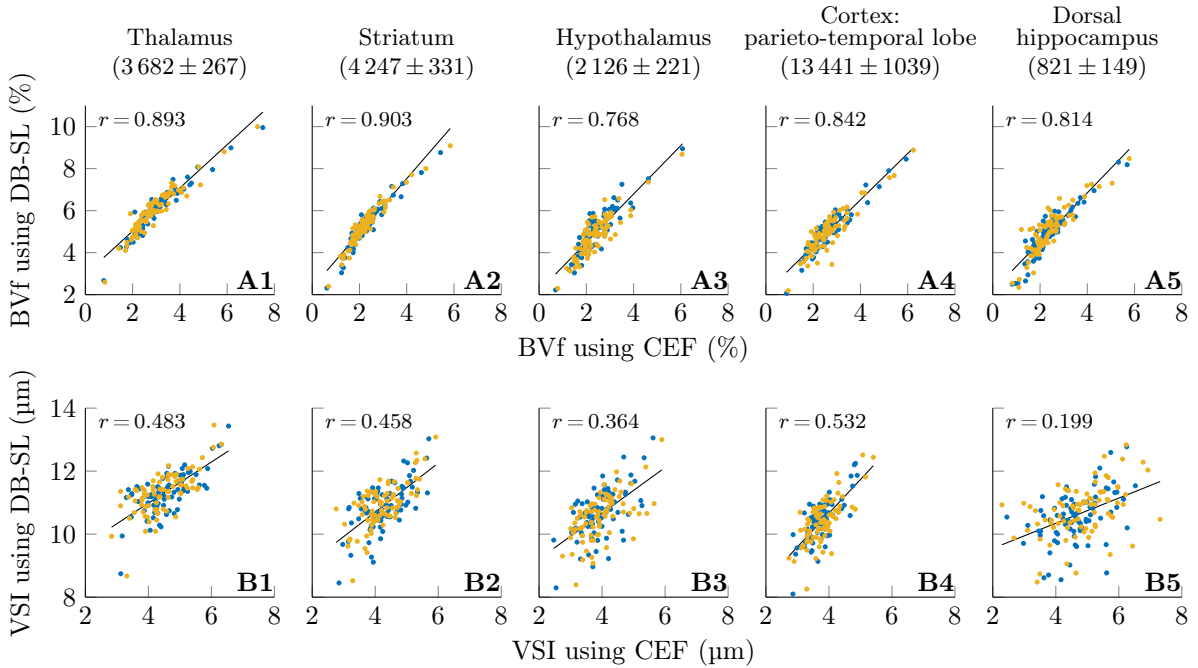 Thalamus
(3 682 ± 267)
Striatum
(4 247 ± 331)
Hypothalamus
(2 126 ± 221)
Cortex:
parieto-temporal lobe
(13 441 ± 1039)
Dorsal
hippocampus
(821 ± 149)
BVf using DB-SL (%)
10
8
6
4
2
r = 0.893
A1
0 2 4 6 8
r = 0.903
A2
0 2 4 6 8
r = 0.768
A3
0 2 4 6 8
r = 0.842
A4
0 2 4 6 8
r = 0.814
A5
0 2 4 6 8
BVf using CEF (%)
VSI using DB-SL (µm)
14
12
10
8
r = 0.483
B1
2 4 6 8
r = 0.458
B2
2 4 6 8
r = 0.364
B3
2 4 6 8
r = 0.532
B4
2 4 6 8
r = 0.199
B5
2 4 6 8
VSI using CEF (µm)